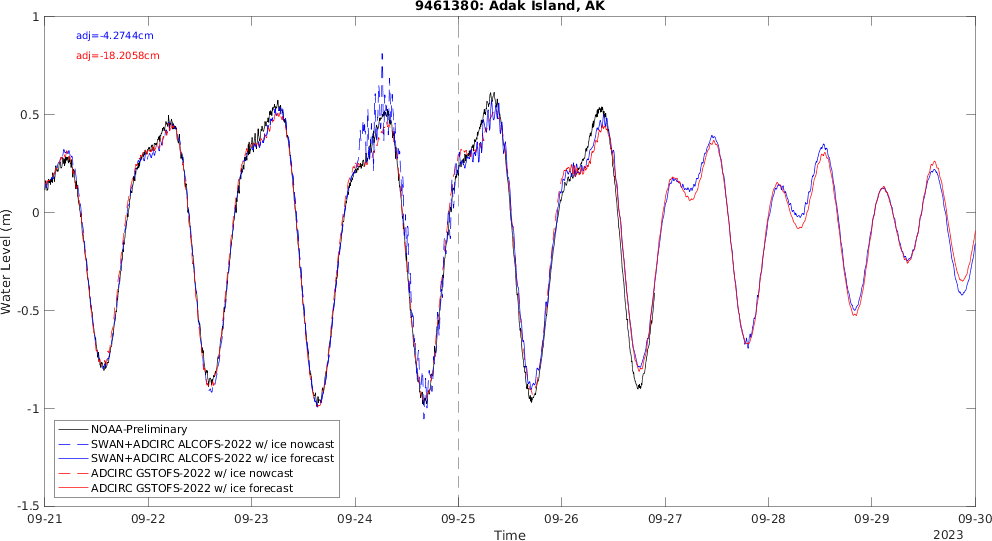 9461380: Adak Island, AK
adj=-4.2744cm
adj=-18.2058cm
1
0.5
0
-0.5
-1
-1.5
Water Level (m)
NOAA-Preliminary
SWAN+ADCIRC ALCOFS-2022 w/ ice nowcast
SWAN+ADCIRC ALCOFS-2022 w/ ice forecast
ADCIRC GSTOFS-2022 w/ ice nowcast
ADCIRC GSTOFS-2022 w/ ice forecast
09-21 09-22 09-23 09-24 09-25 09-26 09-27 09-28 09-29 09-30
Time
2023